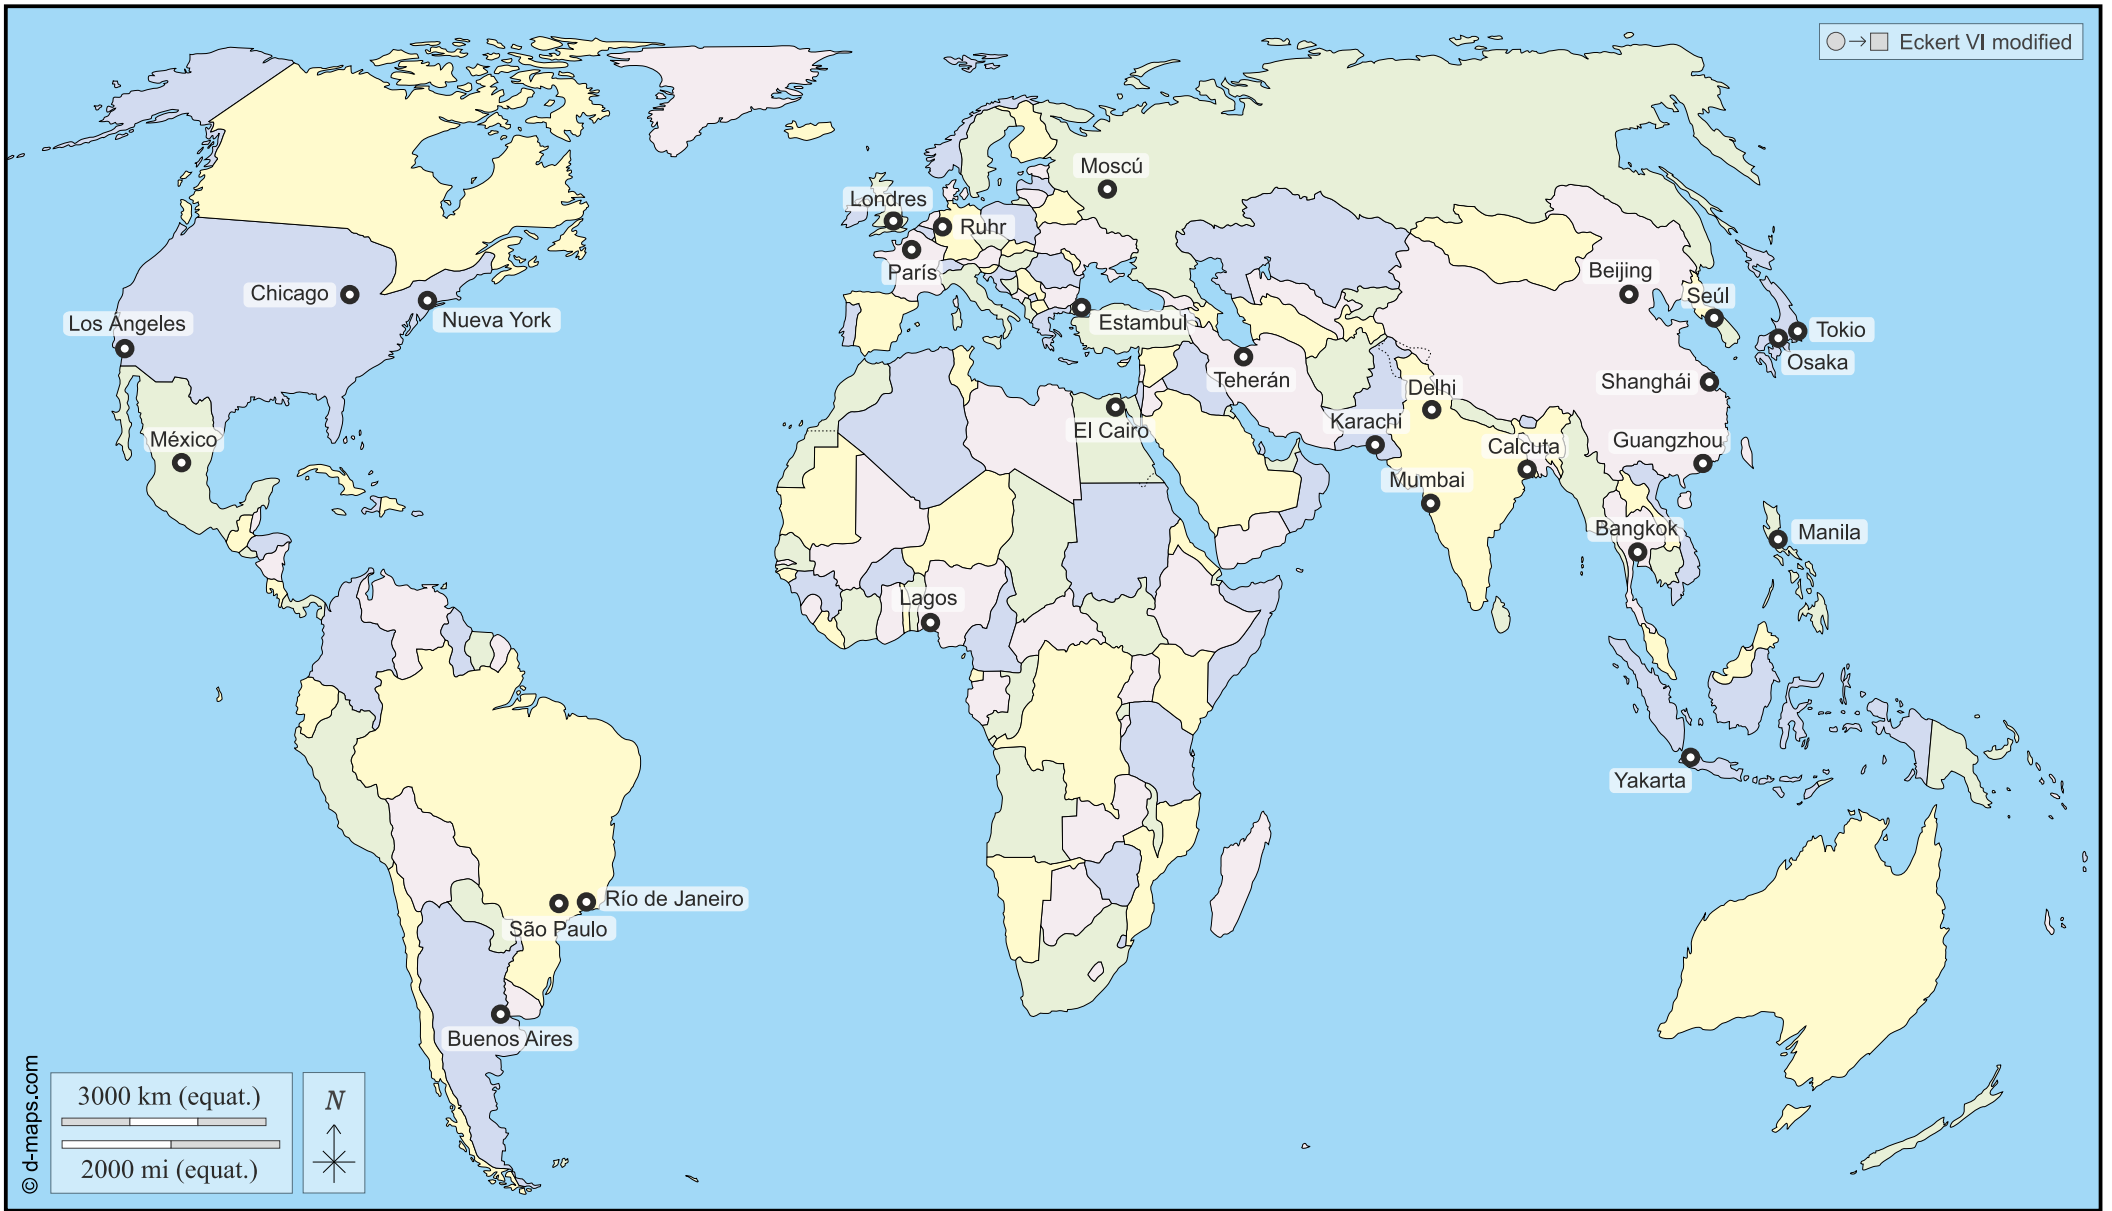 Eckert VI modified
Moscú
Londres
Ruhr
París
Beijing
Chicago
Seúl
Nueva York
Los Ángeles
Estambul
Tokio
Osaka
Teherán
Shanghái
Delhi
El Cairo
Karachi
México
Calcuta
Guangzhou
Mumbai
Bangkok
Manila
Lagos
Yakarta
Río de Janeiro
São Paulo
Buenos Aires
© d-maps.com
3000 km (equat.)
2000 mi (equat.)
N